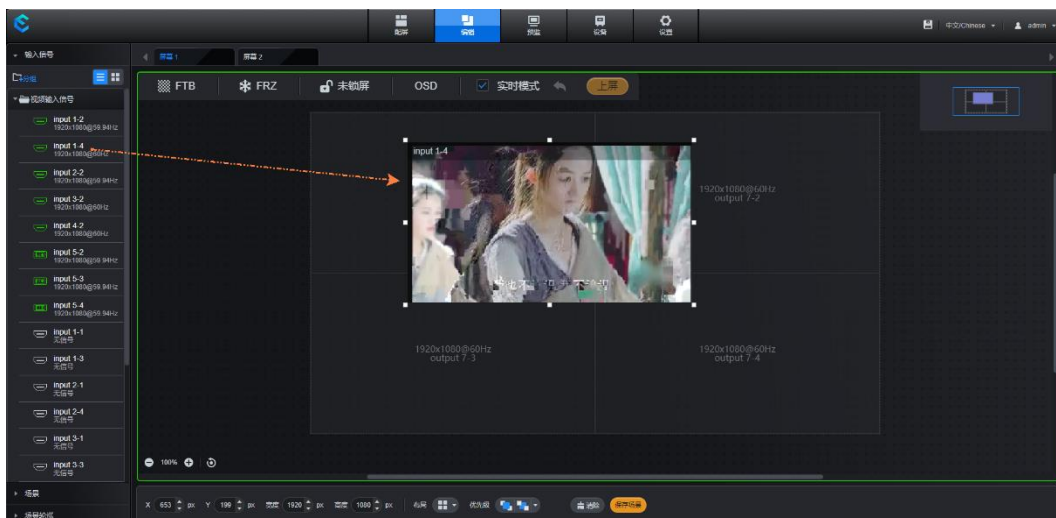 配屏
编辑
预监
设备
设置
中文/Chinese
admin
输入信号
屏幕 1
屏幕 2
分组
视频输入信号
FTB
FRZ
未锁屏
OSD
实时模式
上屏
input 1-2
1920x1080@59.94Hz
input 1-4
1920x1080@60Hz
input 2-2
1920x1080@59.94Hz
input 3-2
1920x1080@60Hz
input 4-2
1920x1080@60Hz
input 5-2
1920x1080@59.94Hz
input 5-3
1920x1080@59.94Hz
input 5-4
1920x1080@59.94Hz
input 1-1
无信号
input 1-3
无信号
input 2-1
无信号
input 2-4
无信号
input 3-1
无信号
input 3-3
无信号
input 1-4
1920x1080@60Hz
output 7-2
1920x1080@60Hz
output 7-3
1920x1080@60Hz
output 7-4
100%
场景
场景轮巡
X 653 px Y 199 px 宽度 1920 px 高度 1080 px 布局 优先级 清除 保存场景